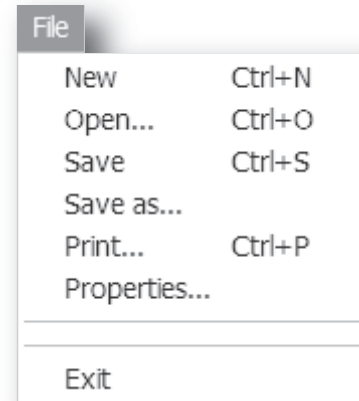 File
New Ctrl+N
Open... Ctrl+O
Save Ctrl+S
Save as...
Print... Ctrl+P
Properties...
Exit